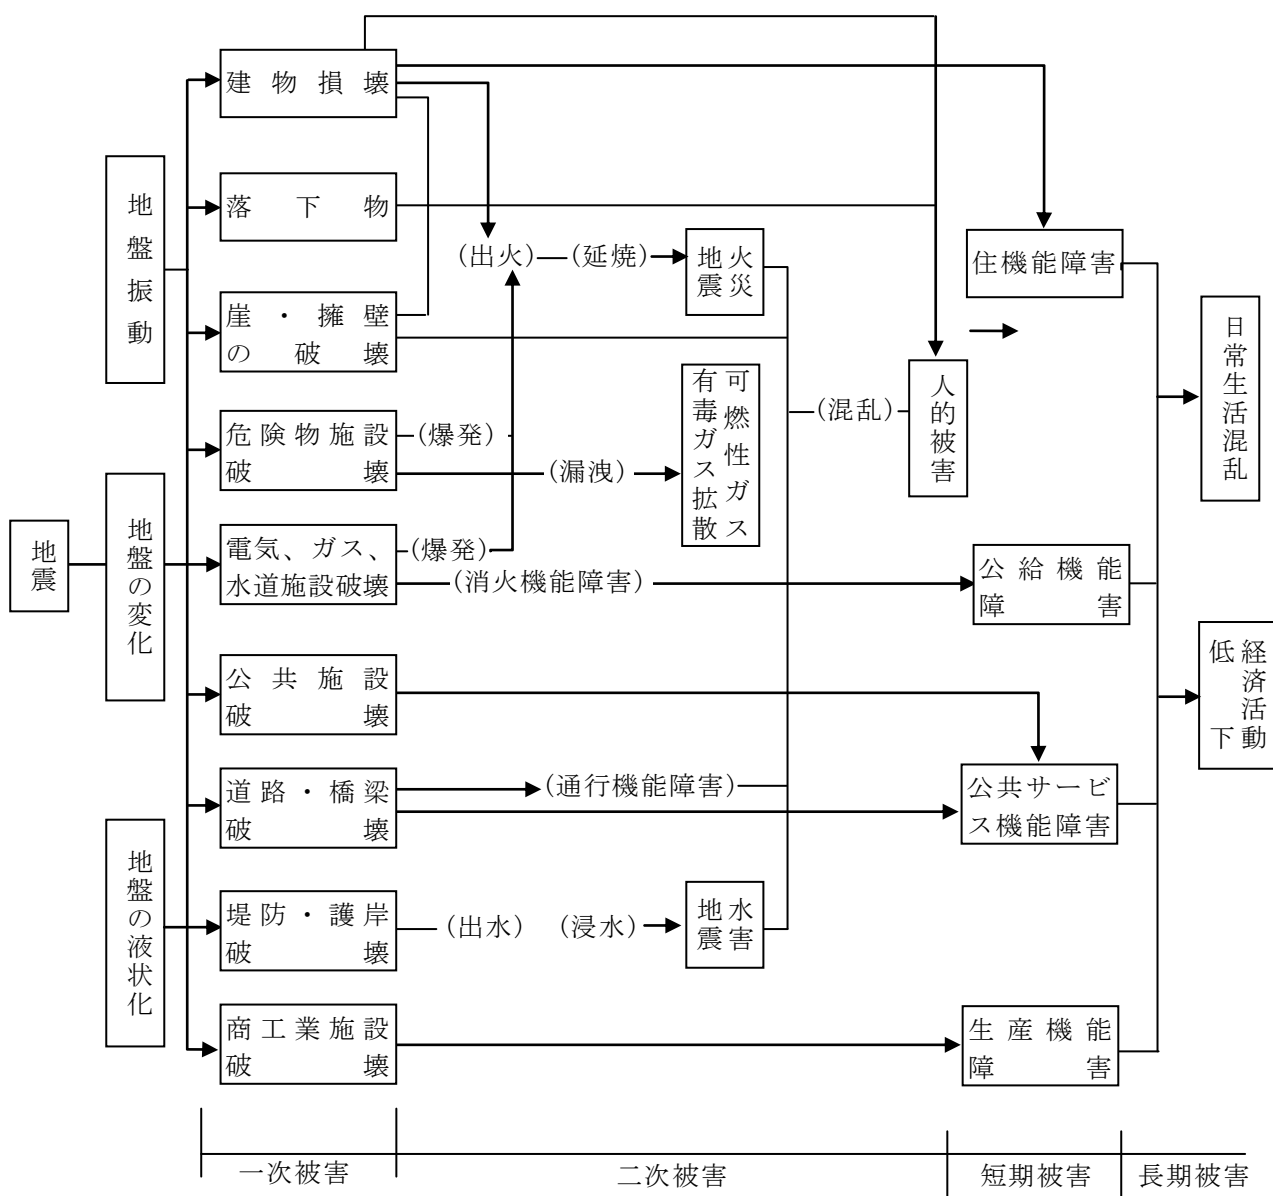 地震
地盤振動
地盤の変化
地盤の液状化
建物損壊
落下物
崖・擁壁
の破壊
危険物施設
破壊
電気、ガス、
水道施設破壊
公共施設
破壊
道路・橋梁
破壊
堤防・護岸
破壊
商工業施設
破壊
(出火)
(延焼)
(爆発)
(漏洩)
(爆発)
(消火機能障害)
(通行機能障害)
(出水)
(浸水)
火災
地震
可燃性ガス
有毒ガス拡散
水害
地震
(混乱)
人的被害
住機能障害
公給機能
障害
公共サービ
ス機能障害
生産機能
障害
日常生活混乱
経済活動
低下
一次被害
二次被害
短期被害
長期被害